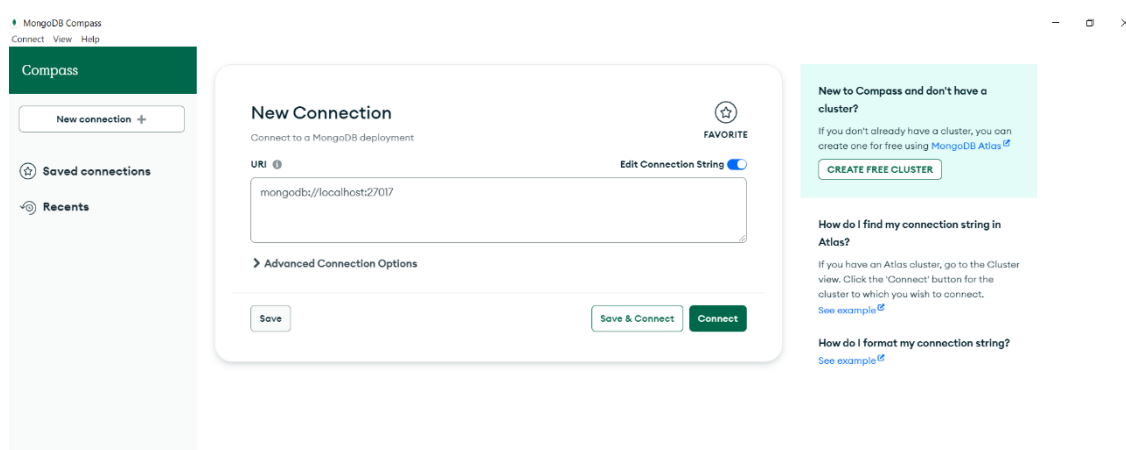 MongoDB Compass
Connect View Help
Compass
New connection +
Saved connections
Recents
New Connection
Connect to a MongoDB deployment
FAVORITE
URI
Edit Connection String
mongodb://localhost:27017
Advanced Connection Options
Save
Save & Connect
Connect
New to Compass and don't have a
cluster?
If you don't already have a cluster, you can
create one for free using MongoDB Atlas
CREATE FREE CLUSTER
How do I find my connection string in
Atlas?
If you have an Atlas cluster, go to the Cluster
view. Click the 'Connect' button for the
cluster to which you wish to connect.
See example
How do I format my connection string?
See example